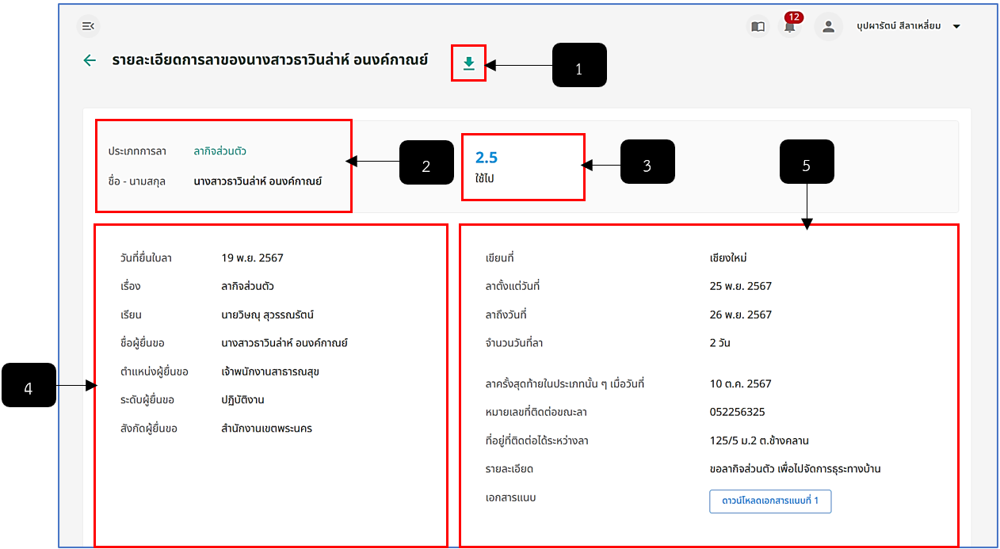 12
บุปผารัตน์ สีลาเหลี่ยม
รายละเอียดการลาของนางสาวธาวินล่าห์ อนงค์กาณย์
1
ประเภทการลา ลากิจส่วนตัว
ชื่อ - นามสกุล นางสาวธาวินล่าห์ อนงค์กาณย์
2
2.5
ใช้ไป
3
5
4
วันที่ยื่นใบลา 19 พ.ย. 2567
เรื่อง ลากิจส่วนตัว
เรียน นายวิษณุ สุวรรณรัตน์
ชื่อผู้ยื่นขอ นางสาวธาวินล่าห์ อนงค์กาณย์
ตำแหน่งผู้ยื่นขอ เจ้าพนักงานสาธารณสุข
ระดับผู้ยื่นขอ ปฏิบัติงาน
สังกัดผู้ยื่นขอ สำนักงานเขตพระนคร
เขียนที่ เชียงใหม่
ลาตั้งแต่วันที่ 25 พ.ย. 2567
ลาถึงวันที่ 26 พ.ย. 2567
จำนวนวันที่ลา 2 วัน
ลาครั้งสุดท้ายในประเภทนั้น ๆ เมื่อวันที่ 10 ต.ค. 2567
หมายเลขที่ติดต่อขณะลา 052256325
ที่อยู่ที่ติดต่อได้ระหว่างลา 125/5 ม.2 ต.ช้างคลาน
รายละเอียด ขอลากิจส่วนตัว เพื่อไปจัดการธุระทางบ้าน
เอกสารแนบ ดาวน์โหลดเอกสารแนบที่ 1